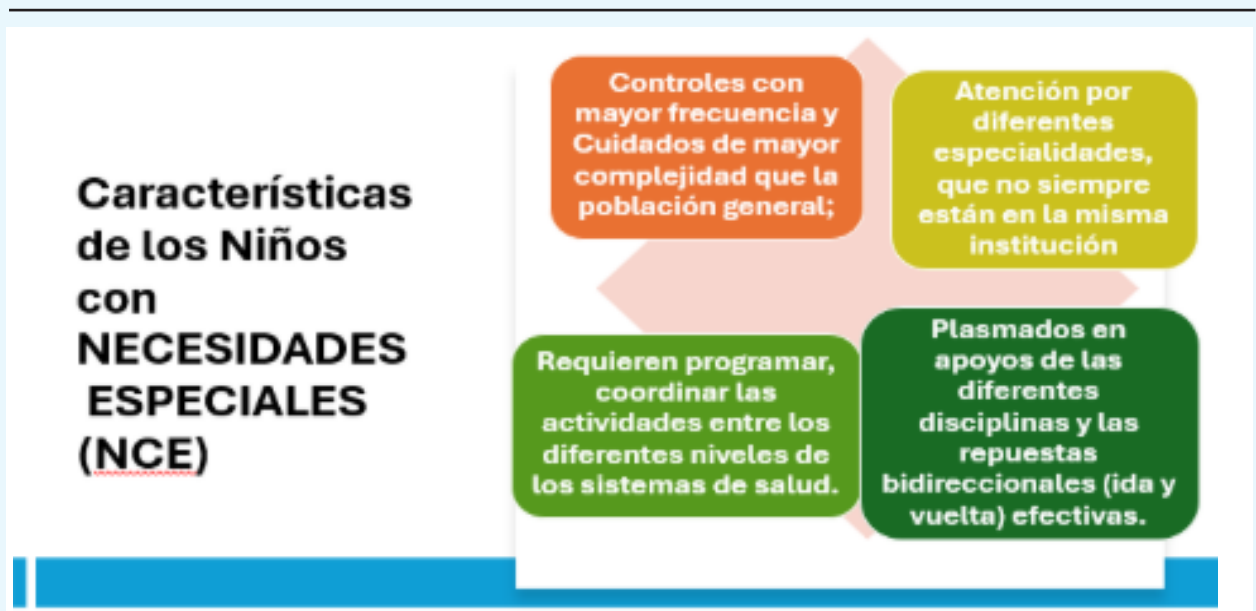 Características
de los Niños
con
NECESIDADES
ESPECIALES
(NCE)
Controles con
mayor frecuencia y
Cuidados de mayor
complejidad que la
población general;
Atención por
diferentes
especialidades,
que no siempre
están en la misma
institución
Requieren programar,
coordinar las
actividades entre los
diferentes niveles de
los sistemas de salud.
Plasmados en
apoyos de las
diferentes
disciplinas y las
repuestas
bidireccionales (ida y
vuelta) efectivas.